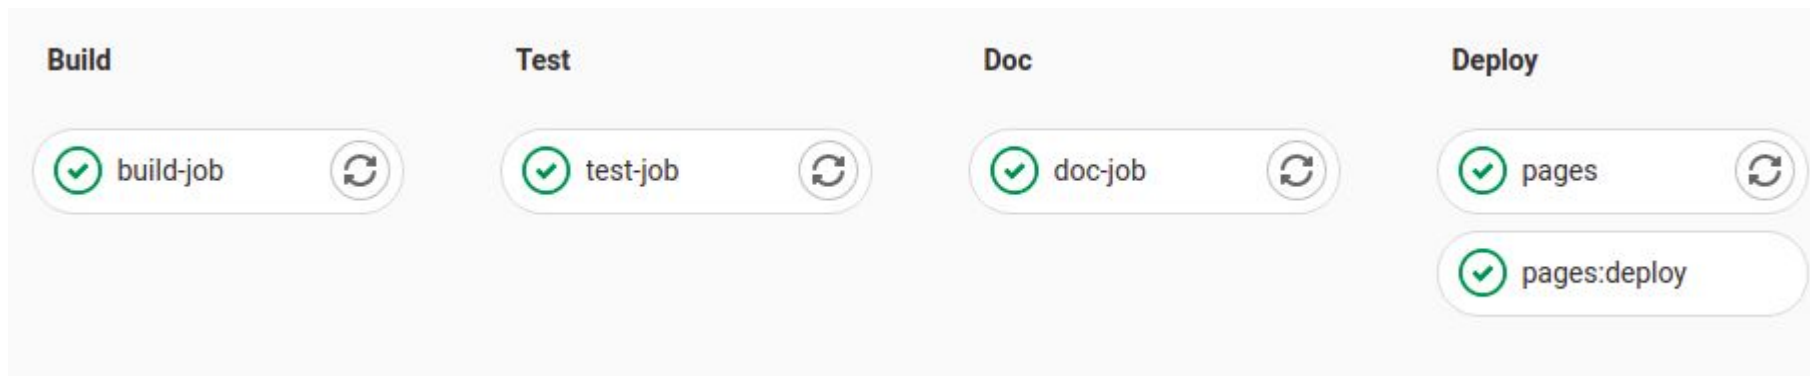 Build
build-job
Test
test-job
Doc
doc-job
Deploy
pages
pages:deploy